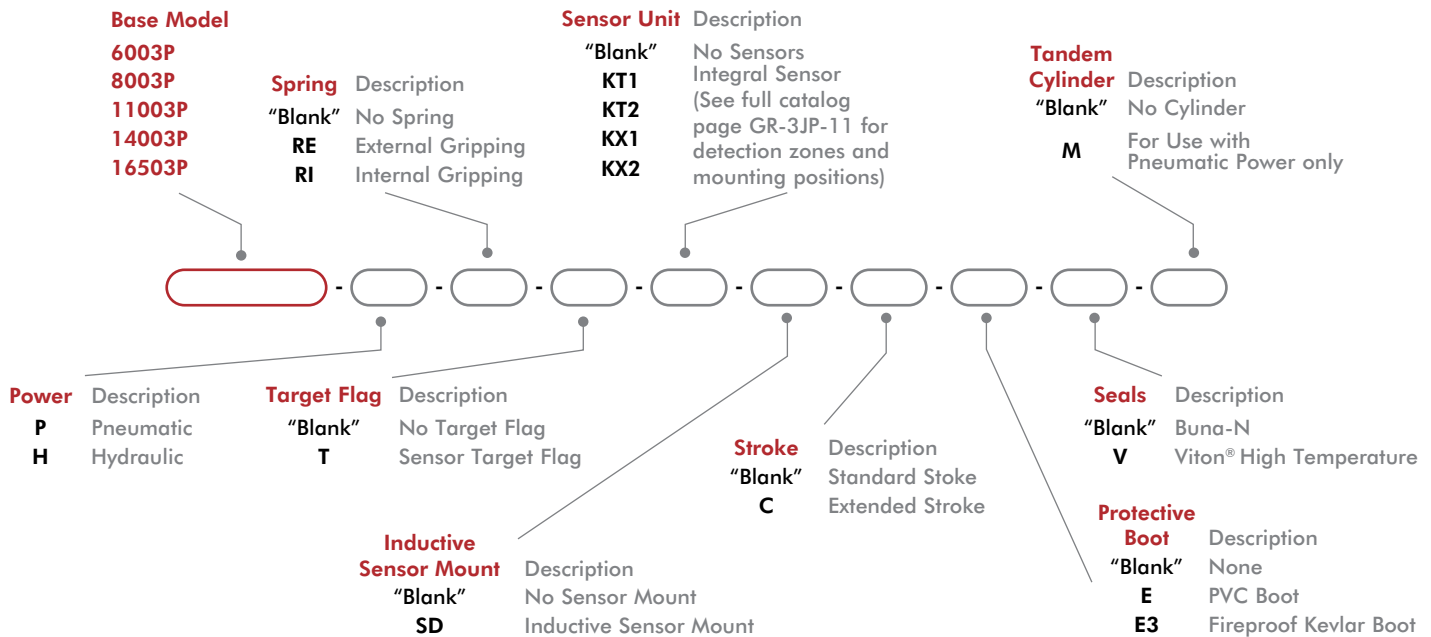 Base Model
6003P
8003P
11003P
14003P
16503P
Spring Description
"Blank" No Spring
RE External Gripping
RI Internal Gripping
Sensor Unit Description
"Blank" No Sensors
KT1 Integral Sensor
KT2 (See full catalog
KX1 page GR-3JP-11 for
KX2 detection zones and
mounting positions)
Tandem
Cylinder Description
"Blank" No Cylinder
M For Use with
Pneumatic Power only
- - - - - - - - -
Power Description
P Pneumatic
H Hydraulic
Target Flag Description
"Blank" No Target Flag
T Sensor Target Flag
Inductive
Sensor Mount Description
"Blank" No Sensor Mount
SD Inductive Sensor Mount
Stroke Description
"Blank" Standard Stoke
C Extended Stroke
Seals Description
"Blank" Buna-N
V Viton® High Temperature
Protective
Boot Description
"Blank" None
E PVC Boot
E3 Fireproof Kevlar Boot